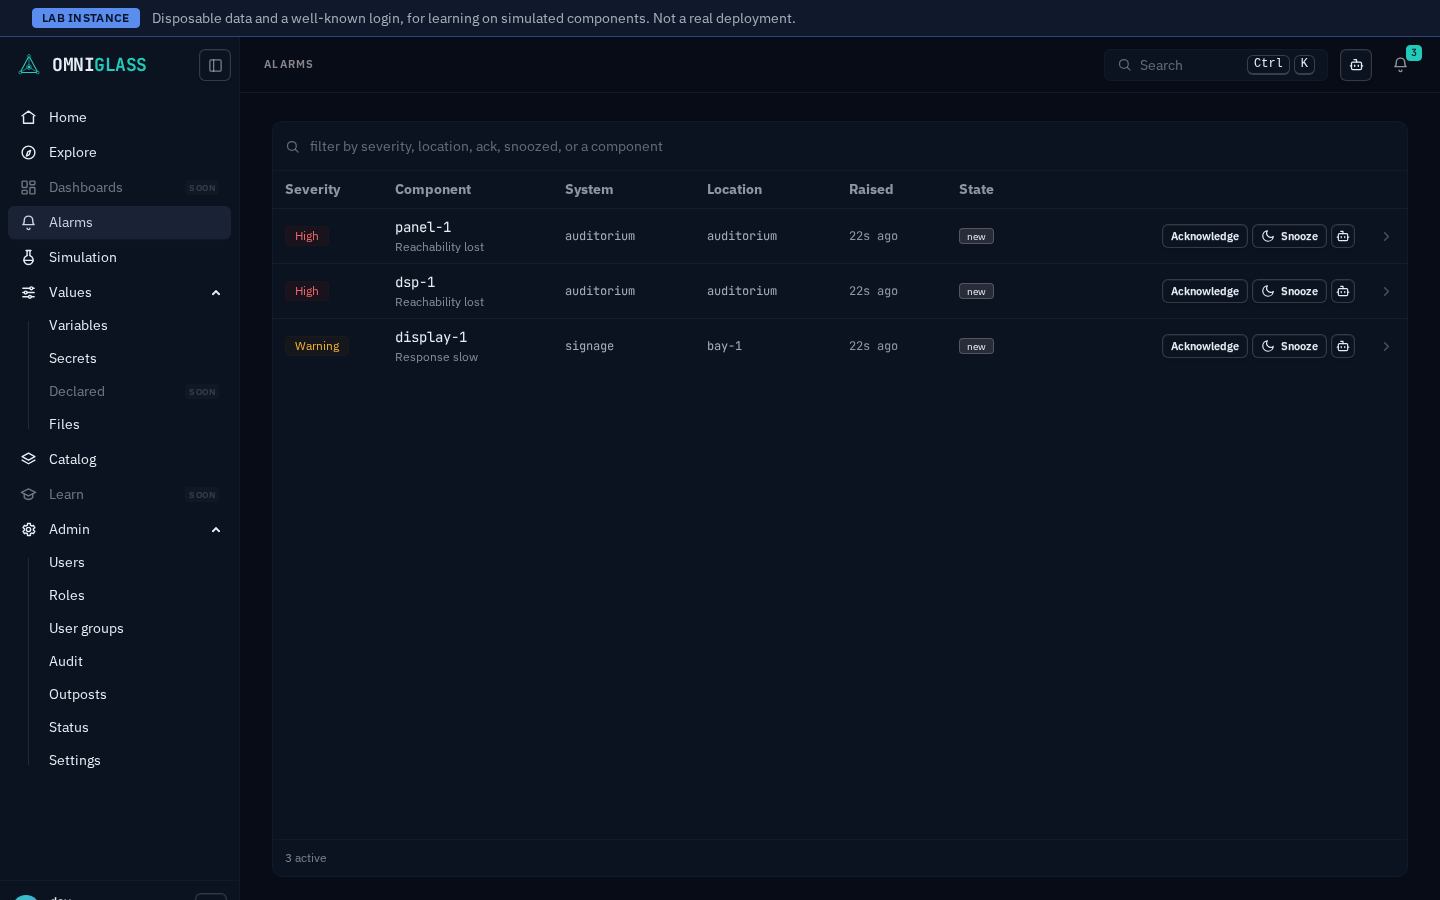 LAB INSTANCE Disposable data and a well-known login, for learning on simulated components. Not a real deployment.
OMNIGLASS
ALARMS
Search Ctrl K
3
Home
Explore
Dashboards SOON
Alarms
Simulation
Values
Variables
Secrets
Declared SOON
Files
Catalog
Learn SOON
Admin
Users
Roles
User groups
Audit
Outposts
Status
Settings
filter by severity, location, ack, snoozed, or a component
Severity Component System Location Raised State
High panel-1 auditorium auditorium 22s ago new Acknowledge Snooze
Reachability lost
High dsp-1 auditorium auditorium 22s ago new Acknowledge Snooze
Reachability lost
Warning display-1 signage bay-1 22s ago new Acknowledge Snooze
Response slow
3 active